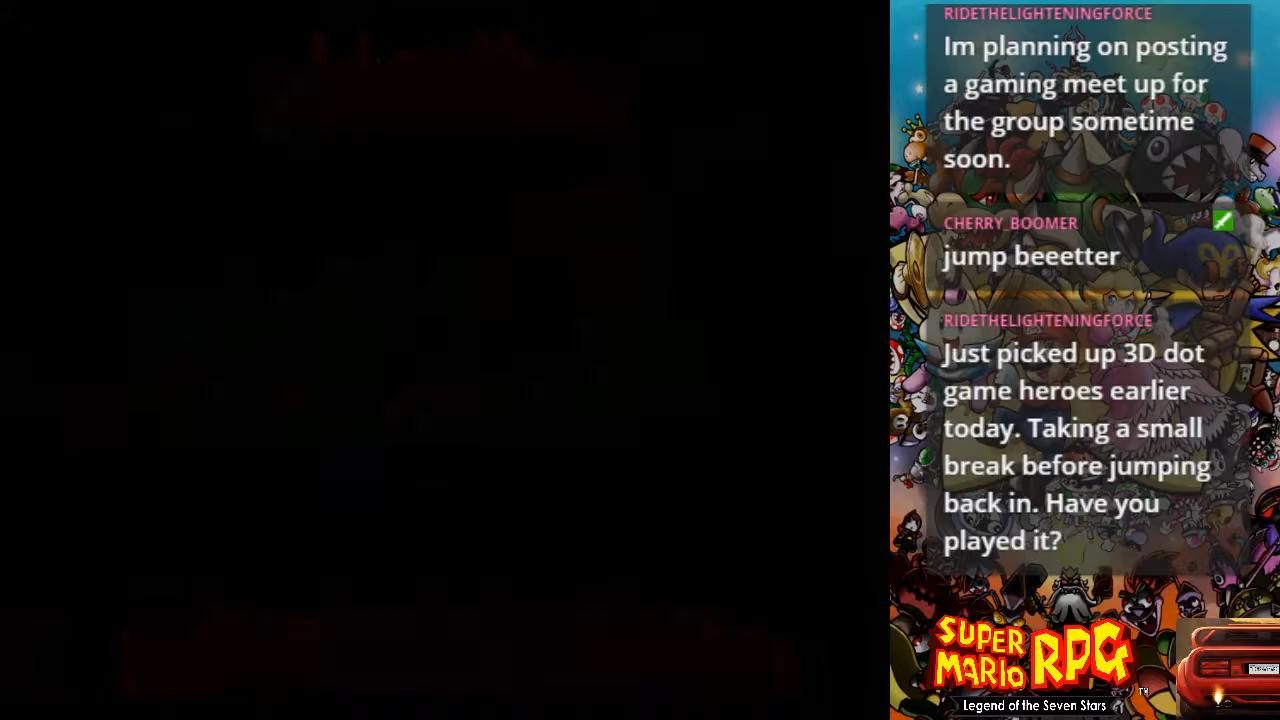 RIDETHELIGHTENINGFORCE
Im planning on posting
a gaming meet up for
the group sometime
soon.
CHERRY_BOOMER
jump beeetter
RIDETHELIGHTENINGFORCE
Just picked up 3D dot
game heroes earlier
today. Taking a small
break before jumping
back in. Have you
played it?
SUPER
MARIO RPG
TM
Legend of the Seven Stars